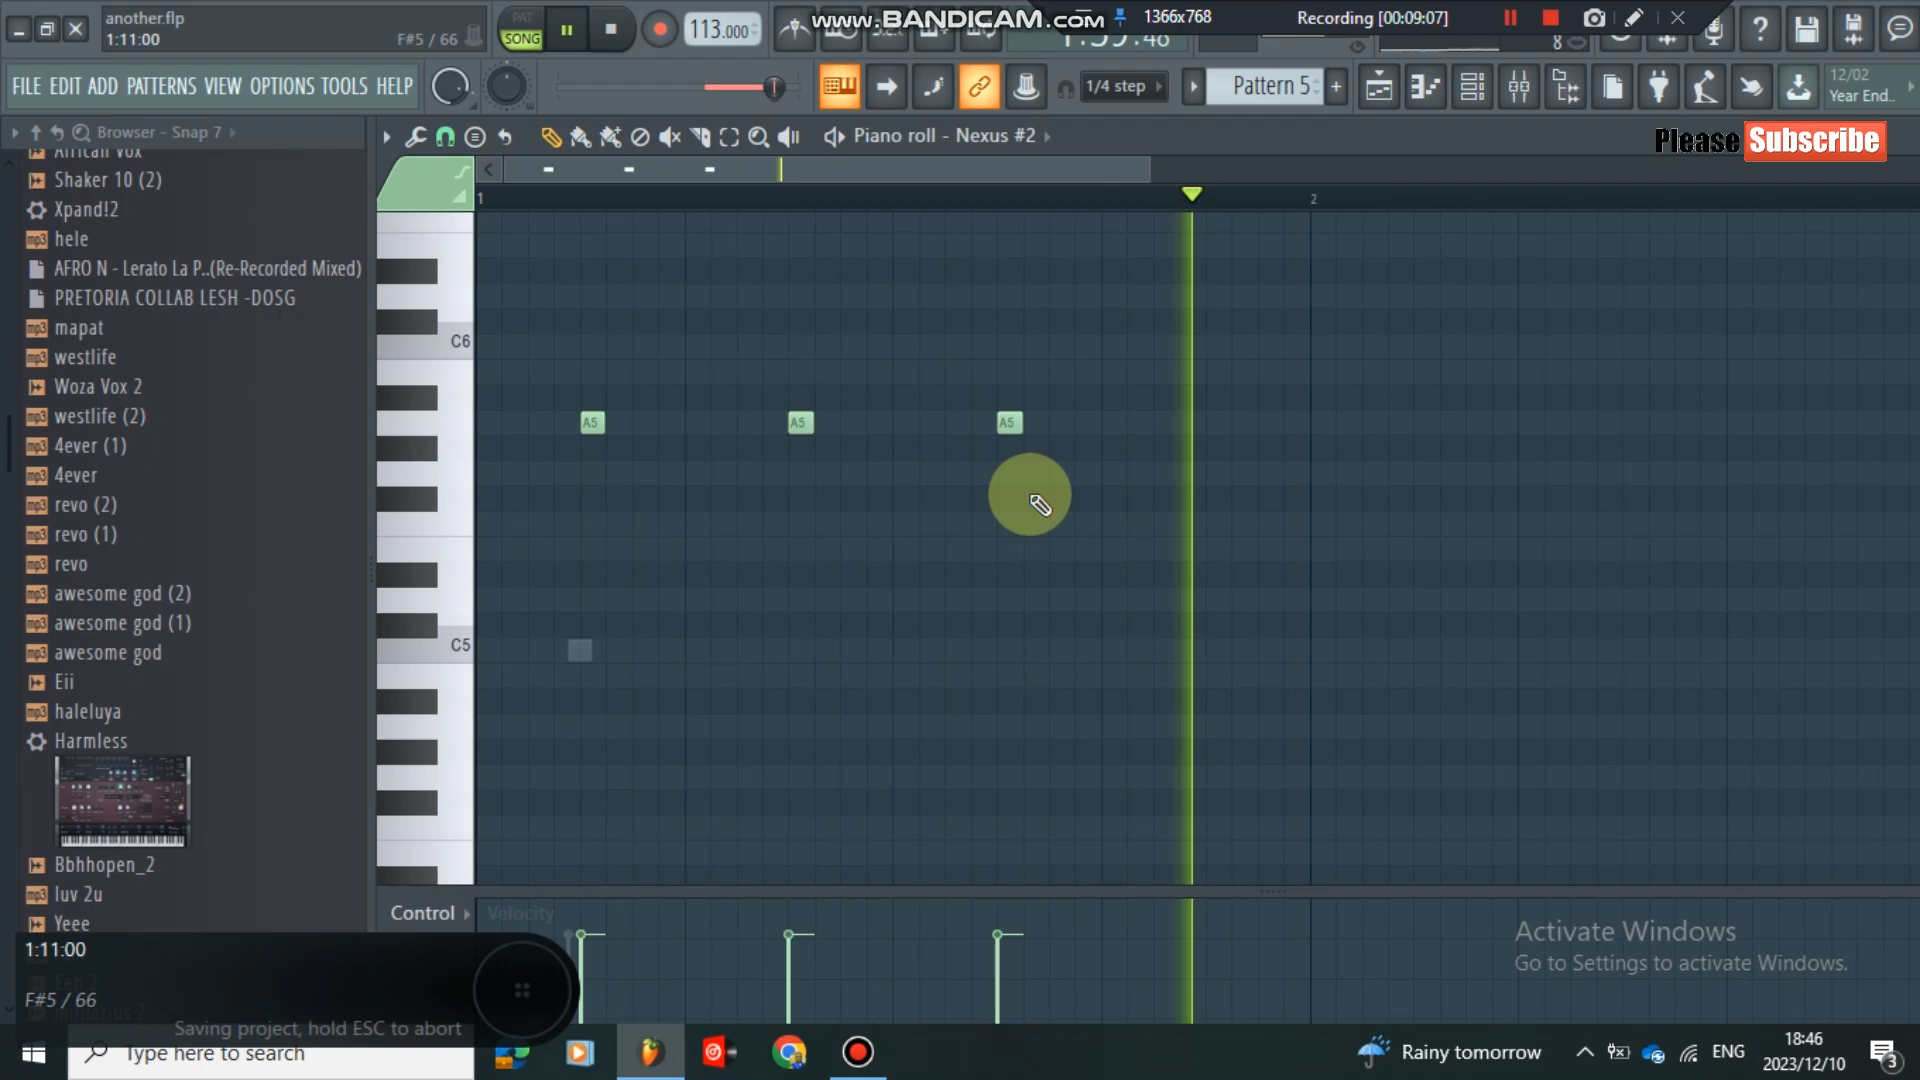 another.flp
1:11:00
F#5 / 66
PAT
SONG
113.000
www.BANDICAM.com
1366x768
Recording [00:09:07]
8
FILE EDIT ADD PATTERNS VIEW OPTIONS TOOLS HELP
1/4 step
Pattern 5
12/02
Year End..
Browser - Snap 7
Piano roll - Nexus #2
Please Subscribe
African Vox
Shaker 10 (2)
Xpand!2
hele
AFRO N - Lerato La P..(Re-Recorded Mixed)
PRETORIA COLLAB LESH -DOSG
mapat
westlife
Woza Vox 2
westlife (2)
4ever (1)
4ever
revo (2)
revo (1)
revo
awesome god (2)
awesome god (1)
awesome god
Eii
haleluya
Harmless
Bbhhopen_2
luv 2u
Yeee
1
2
C6
A5
A5
A5
C5
Control
Velocity
1:11:00
F#5 / 66
Saving project, hold ESC to abort
Activate Windows
Go to Settings to activate Windows.
Type here to search
Rainy tomorrow
ENG
18:46
2023/12/10
3